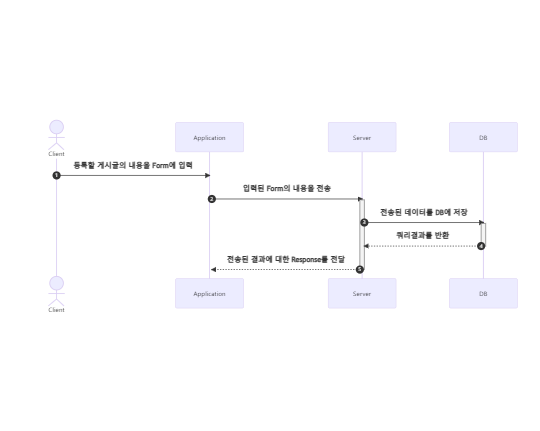 Client
Application
Server
DB
등록할 게시글의 내용을 Form에 입력
1
입력된 Form의 내용을 전송
2
전송된 데이터를 DB에 저장
3
쿼리결과를 반환
4
전송된 결과에 대한 Response를 전달
5
Client
Application
Server
DB